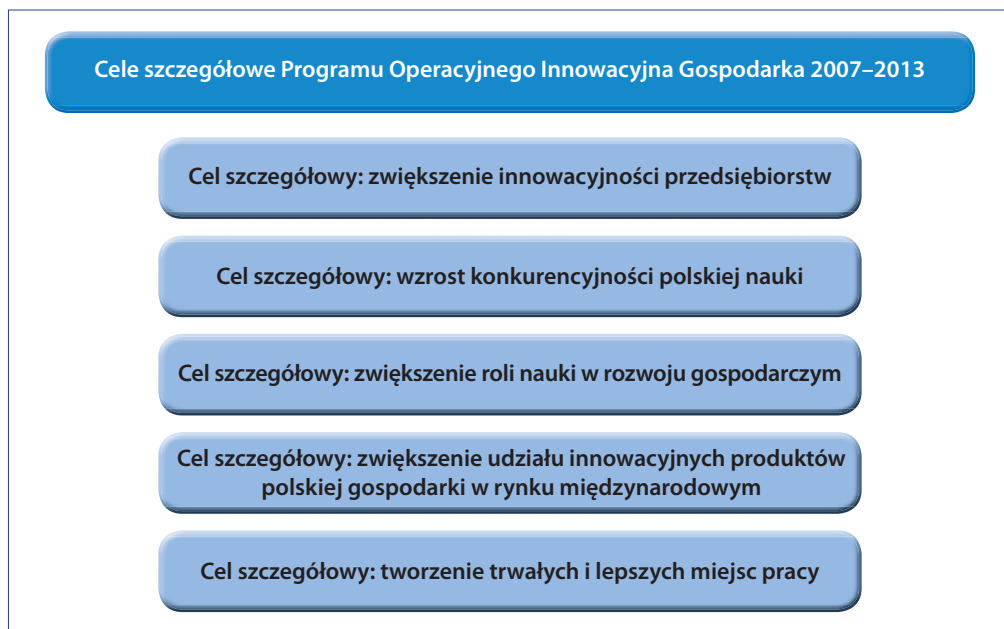 Cele szczegółowe Programu Operacyjnego Innowacyjna Gospodarka 2007–2013
Cel szczegółowy: zwiększenie innowacyjności przedsiębiorstw
Cel szczegółowy: wzrost konkurencyjności polskiej nauki
Cel szczegółowy: zwiększenie roli nauki w rozwoju gospodarczym
Cel szczegółowy: zwiększenie udziału innowacyjnych produktów
polskiej gospodarki w rynku międzynarodowym
Cel szczegółowy: tworzenie trwałych i lepszych miejsc pracy